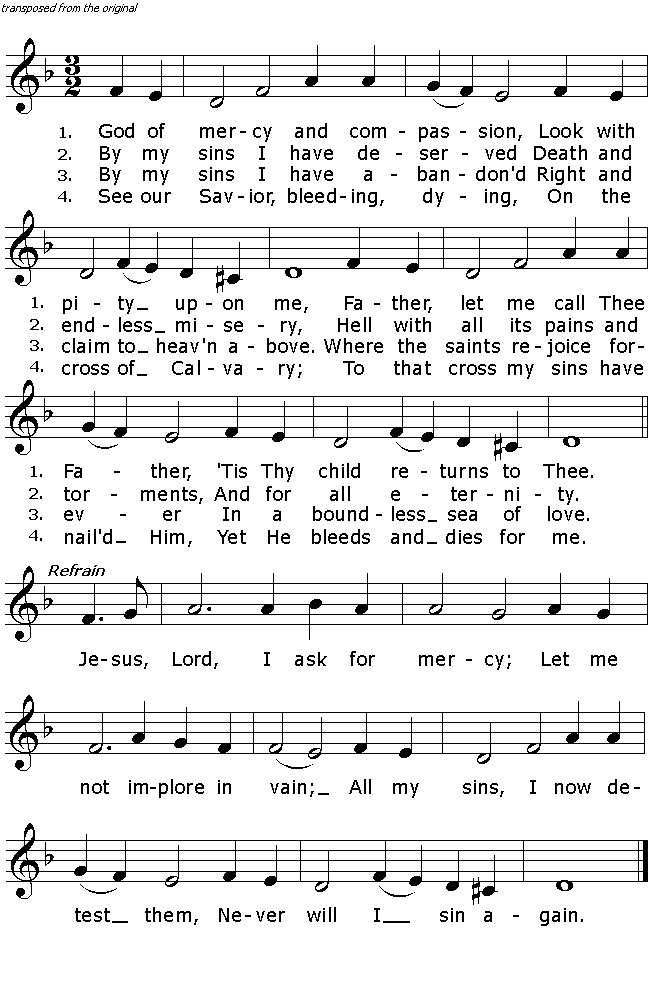 transposed from the original
3
2
1. God of mer - cy and com - pas - sion, Look with
2. By my sins I have de - ser - ved Death and
3. By my sins I have a - ban - don'd Right and
4. See our Sav - ior, bleed - ing, dy - ing, On the
1. pi - ty_ up - on me, Fa - ther, let me call Thee
2. end - less_ mi - se - ry, Hell with all its pains and
3. claim to_ heav'n a - bove. Where the saints re - joice for-
4. cross of_ Cal - va - ry; To that cross my sins have
1. Fa - ther, 'Tis Thy child re - turns to Thee.
2. tor - ments, And for all e - ter - ni - ty.
3. ev - er In a bound - less_ sea of love.
4. nail'd_ Him, Yet He bleeds and_ dies for me.
Refrain
Je - sus, Lord, I ask for mer - cy; Let me
not im - plore in vain;_ All my sins, I now de-
test_ them, Ne - ver will I_ sin a - gain.